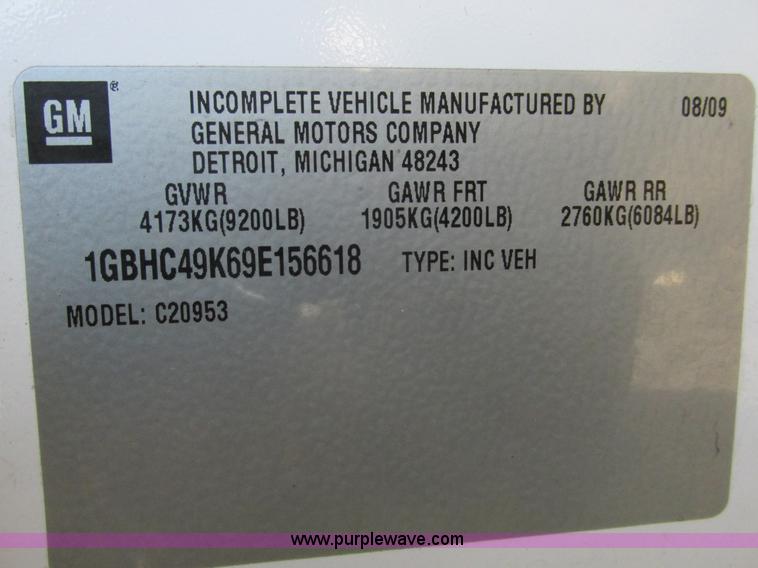 GM®
INCOMPLETE VEHICLE MANUFACTURED BY 08/09
GENERAL MOTORS COMPANY
DETROIT, MICHIGAN 48243
GVWR GAWR FRT GAWR RR
4173KG(9200LB) 1905KG(4200LB) 2760KG(6084LB)
1GBHC49K69E156618 TYPE: INC VEH
MODEL: C20953
www.purplewave.com